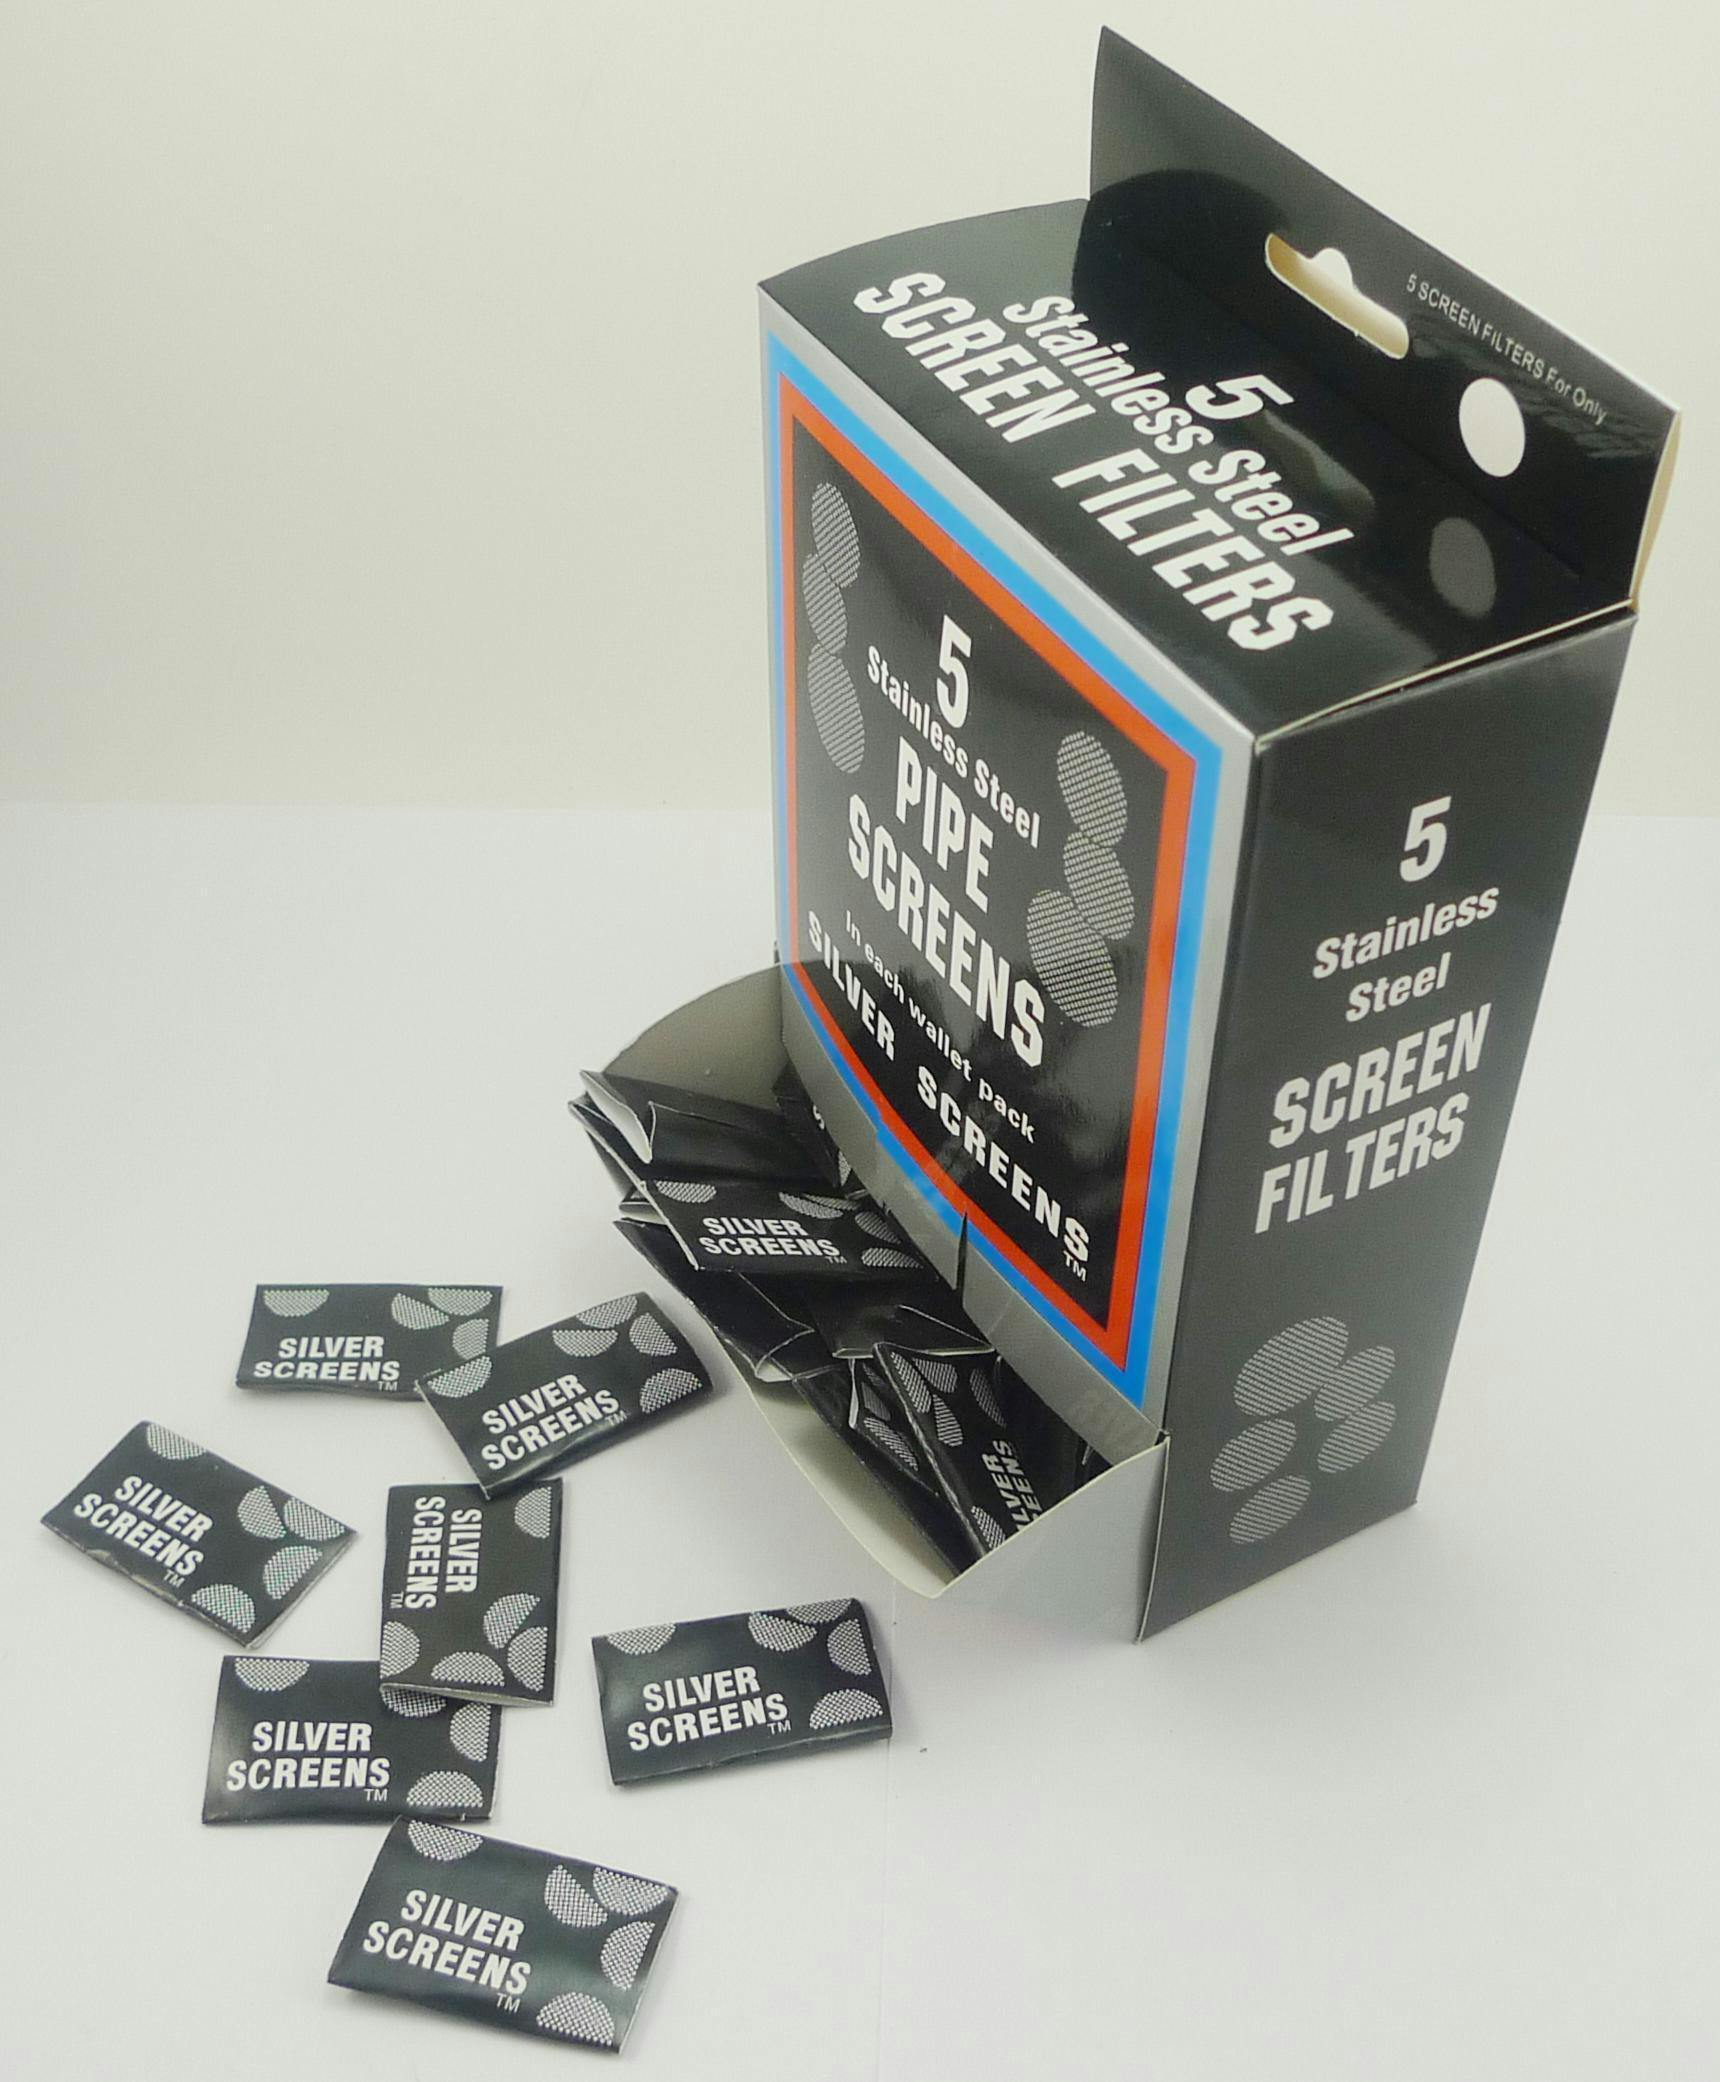 5 SCREEN FILTERS For Only
5
Stainless Steel
SCREEN FILTERS
5
Stainless Steel
PIPE
SCREENS
in each wallet pack
SILVER SCREENS
TM
5
Stainless
Steel
SCREEN
FILTERS
SILVER
SCREENS
TM
SILVER
SCREENS
TM
SILVER
SCREENS
TM
SILVER
SCREENS
TM
SILVER
SCREENS
TM
SILVER
SCREENS
TM
SILVER
SCREENS
TM
SILVER
SCREENS
TM